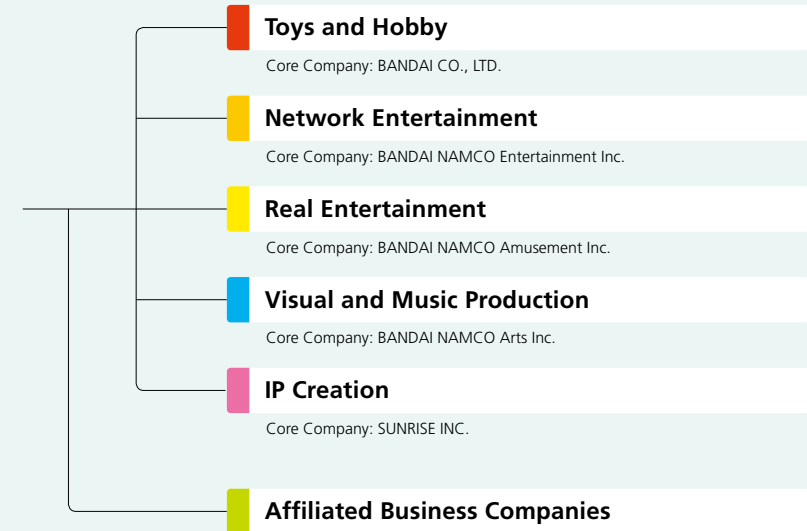 Toys and Hobby
Core Company: BANDAI CO., LTD.
Network Entertainment
Core Company: BANDAI NAMCO Entertainment Inc.
Real Entertainment
Core Company: BANDAI NAMCO Amusement Inc.
Visual and Music Production
Core Company: BANDAI NAMCO Arts Inc.
IP Creation
Core Company: SUNRISE INC.
Affiliated Business Companies